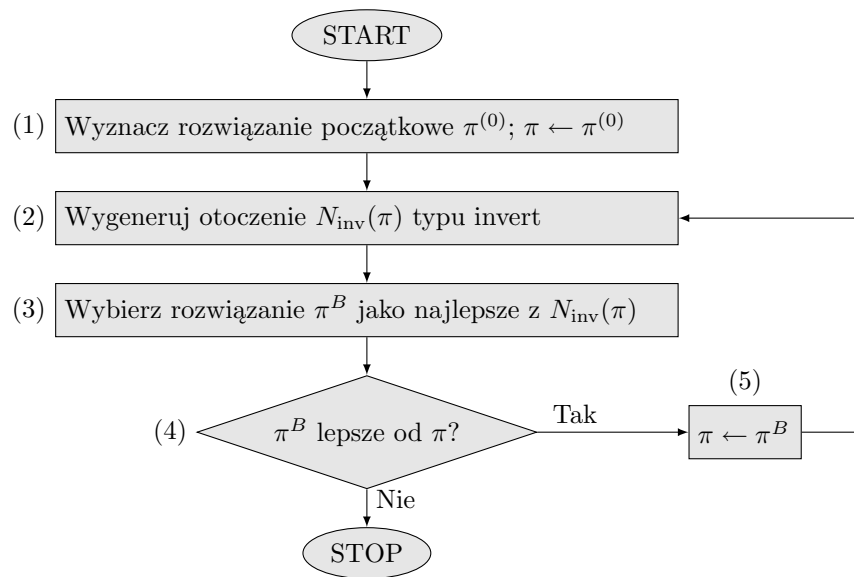 START
(1) Wyznacz rozwiązanie początkowe π^(0); π ← π^(0)
(2) Wygeneruj otoczenie N_inv(π) typu invert
(3) Wybierz rozwiązanie π^B jako najlepsze z N_inv(π)
(5)
(4) π^B lepsze od π? Tak π ← π^B
Nie
STOP